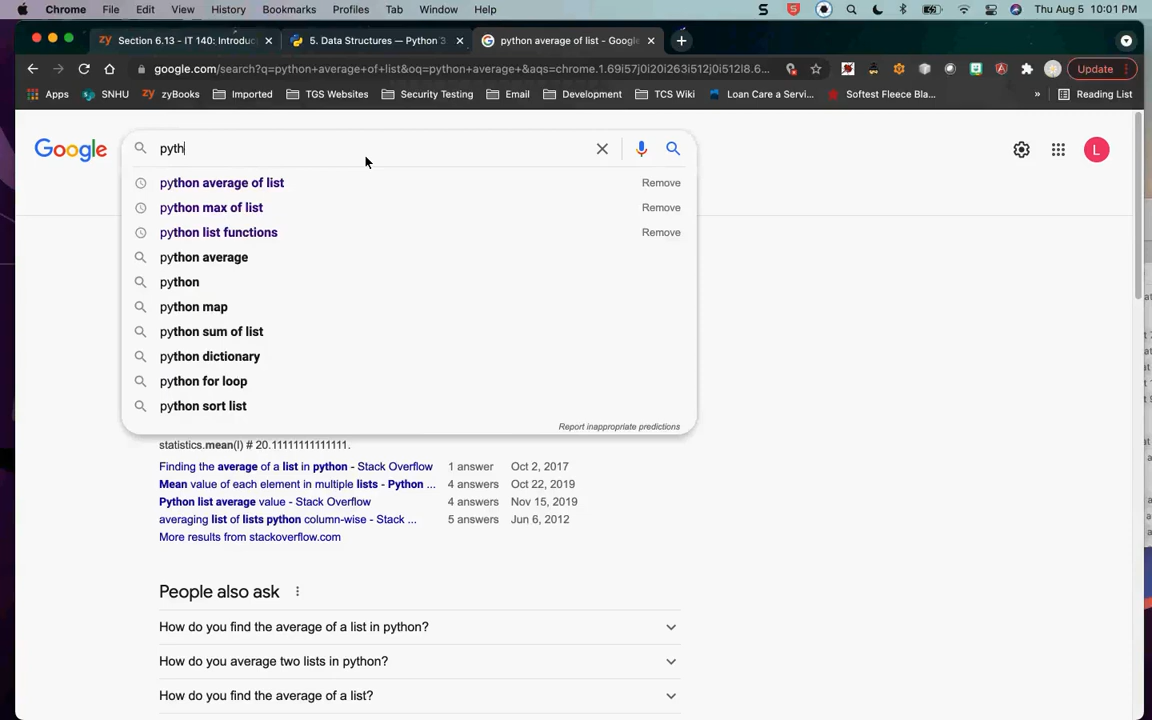 Chrome File Edit View History Bookmarks Profiles Tab Window Help Thu Aug 5 10:01 PM
zy Section 6.13 - IT 140: Introduc 5. Data Structures — Python 3 python average of list - Google
google.com/search?q=python+average+of+list&oq=python+average+&aqs=chrome.1.69i57j0i20i263i512j0i512l8.6... Update
Apps SNHU zy zyBooks Imported TGS Websites Security Testing Email Development TCS Wiki Loan Care a Servi... Softest Fleece Bla... » Reading List
Google pyth L
python average of list Remove
python max of list Remove
python list functions Remove
python average
python
python map
python sum of list
python dictionary
python for loop
python sort list
Report inappropriate predictions
statistics.mean(l) # 20.11111111111111.
Finding the average of a list in python - Stack Overflow 1 answer Oct 2, 2017
Mean value of each element in multiple lists - Python ... 4 answers Oct 22, 2019
Python list average value - Stack Overflow 4 answers Nov 15, 2019
averaging list of lists python column-wise - Stack ... 5 answers Jun 6, 2012
More results from stackoverflow.com
People also ask
How do you find the average of a list in python?
How do you average two lists in python?
How do you find the average of a list?